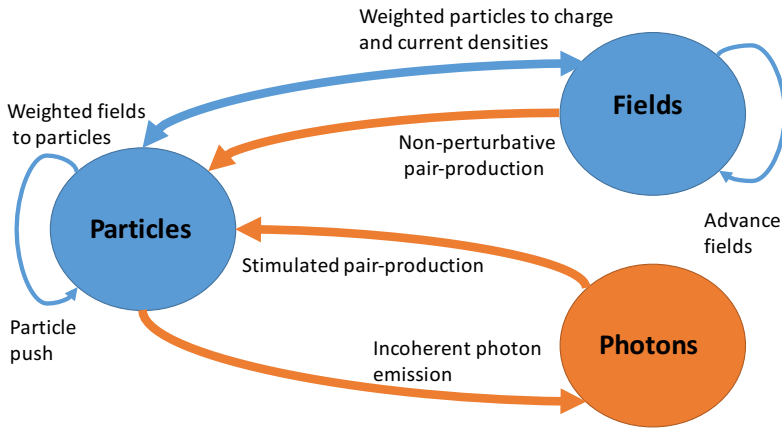 Weighted particles to charge
and current densities
Weighted fields
to particles
Fields
Non-perturbative
pair-production
Particles
Advance
fields
Stimulated pair-production
Particle
push
Incoherent photon
emission
Photons